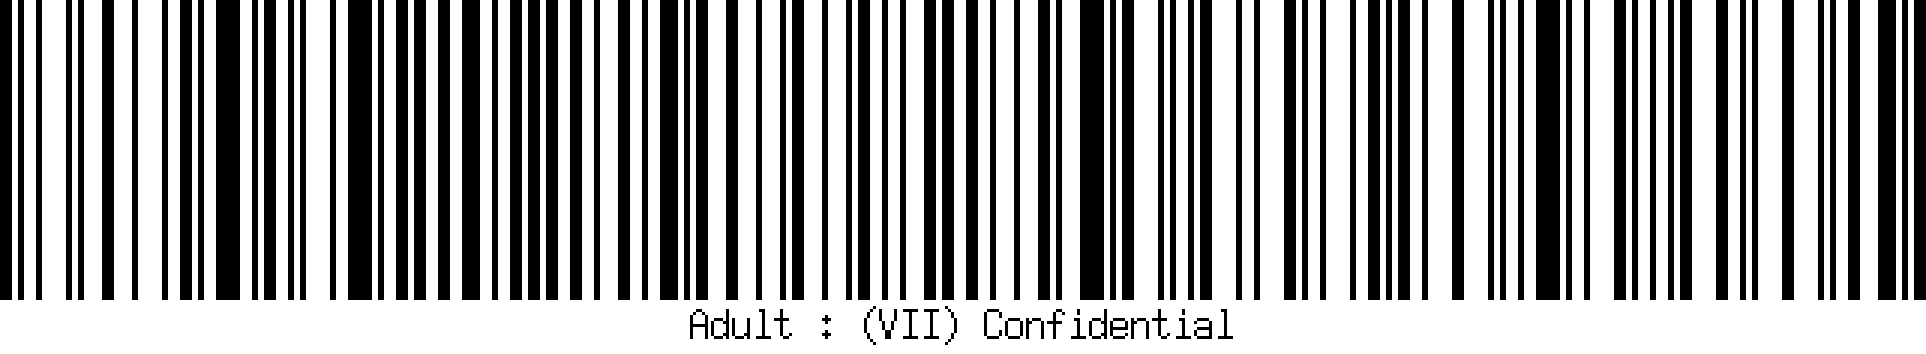 Adult : (VII) Confidential